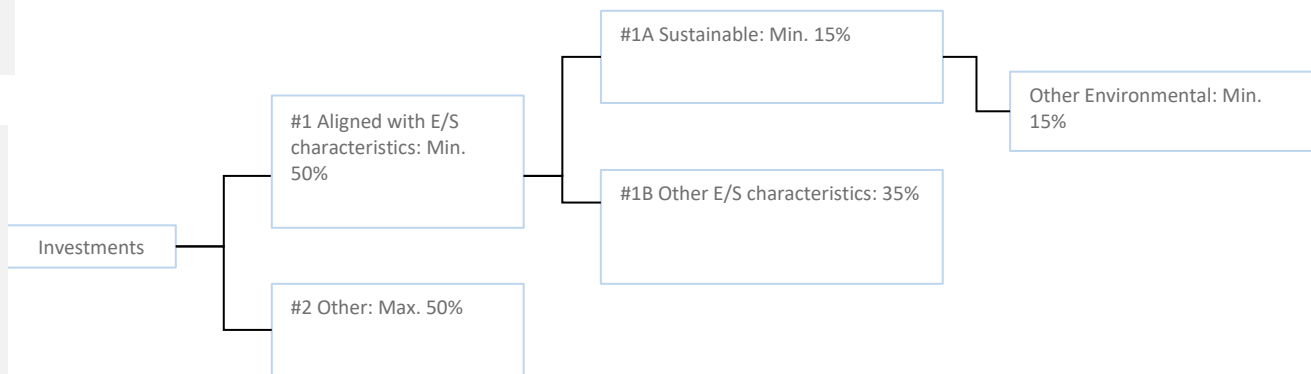 #1A Sustainable: Min. 15%
Other Environmental: Min.
15%
#1 Aligned with E/S
characteristics: Min.
50%
#1B Other E/S characteristics: 35%
Investments
#2 Other: Max. 50%